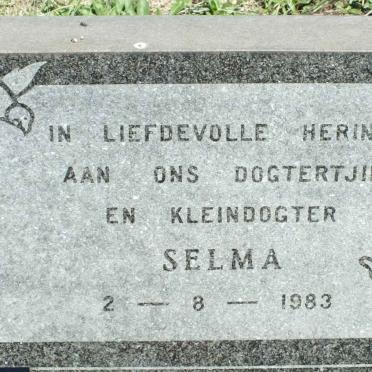 IN LIEFDEVOLLE HERIN
AAN ONS DOGTERTJI
EN KLEINDOGTER
SELMA
2 — 8 — 1983